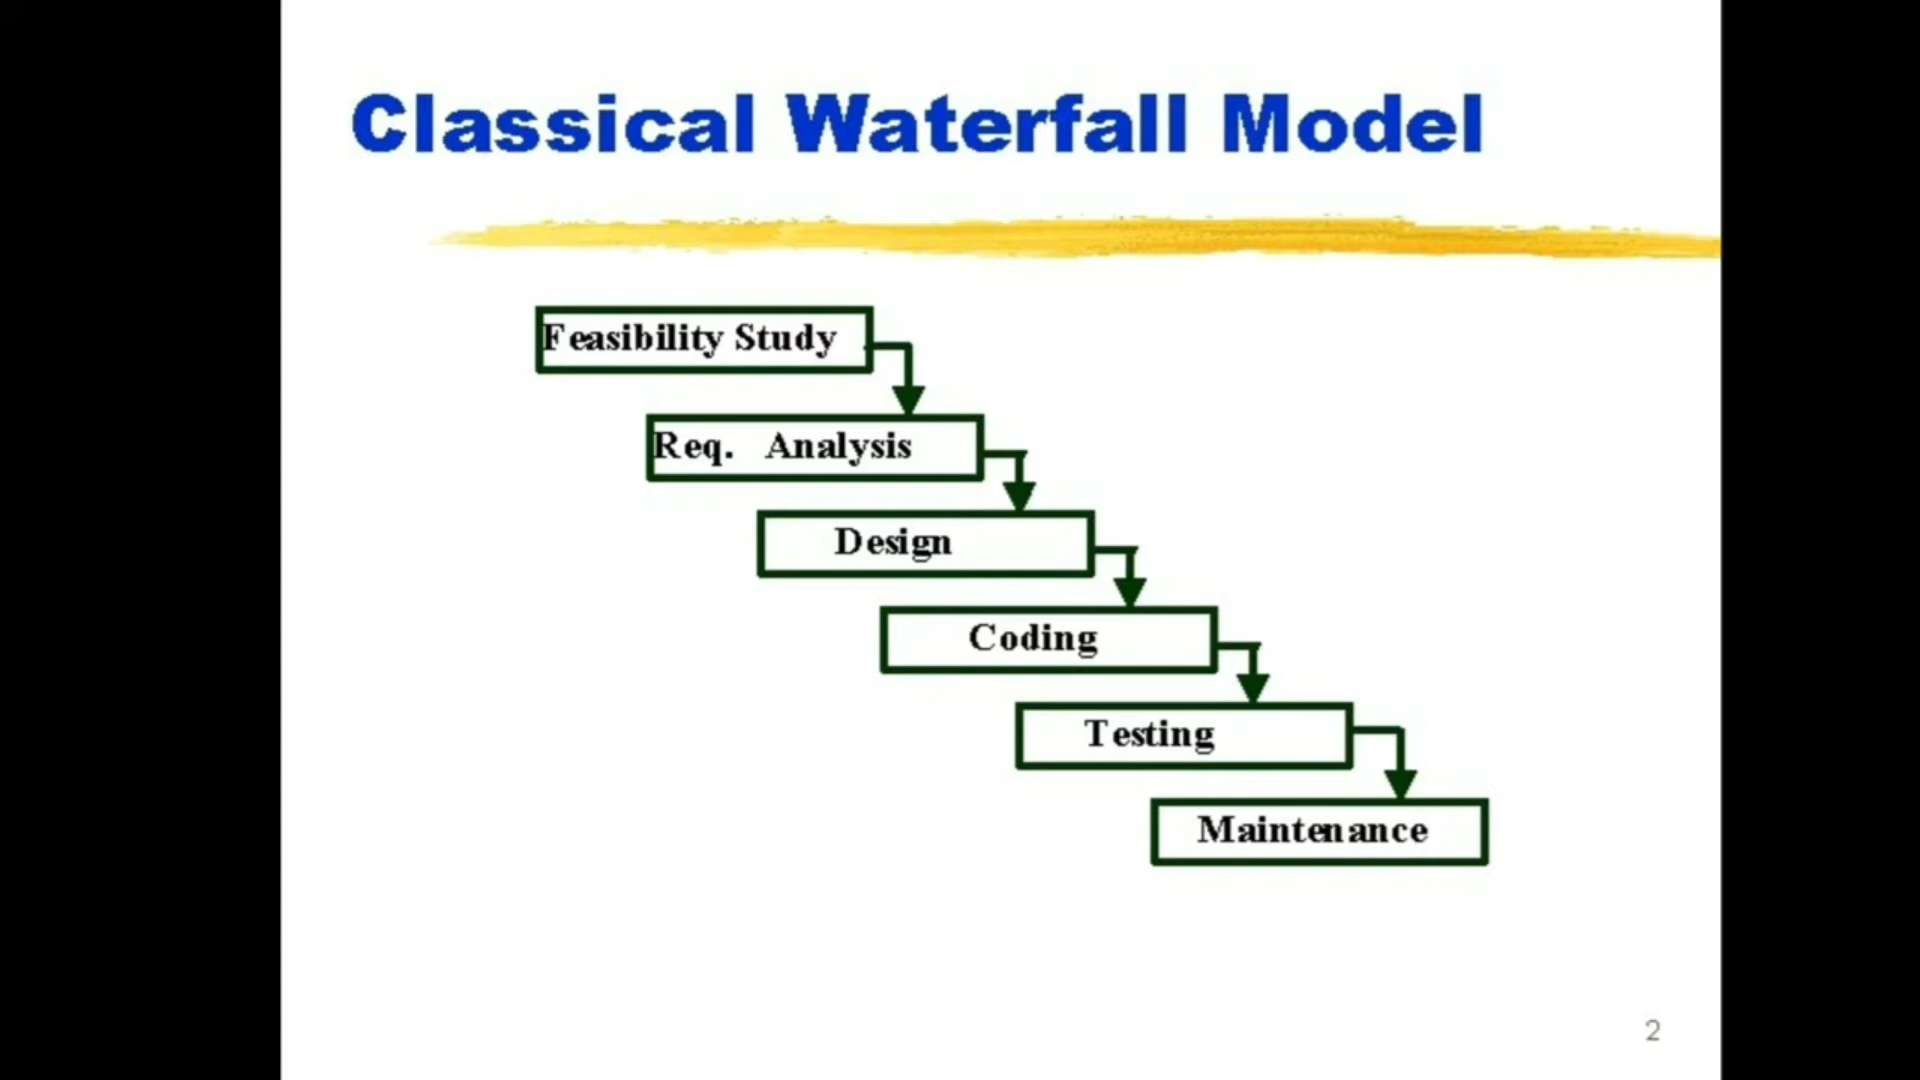 Classical Waterfall Model
Feasibility Study
Req. Analysis
Design
Coding
Testing
Maintenance
2